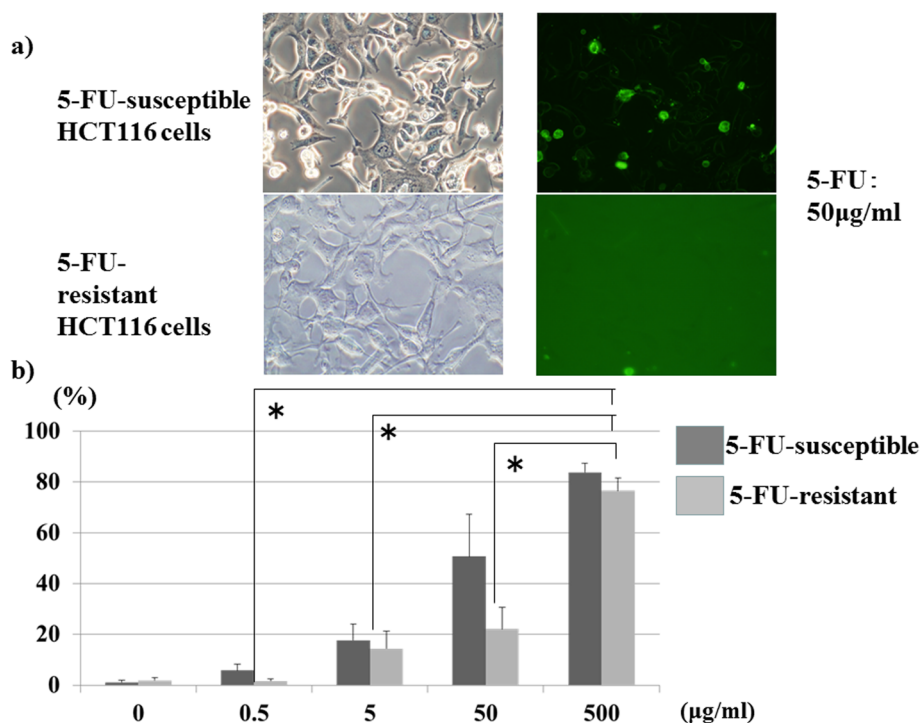 a)
5-FU-susceptible
HCT116 cells
5-FU:
50μg/ml
5-FU-
resistant
HCT116 cells
b)
(%)
100
80
60
40
20
0
*
*
*
5-FU-susceptible
5-FU-resistant
0 0.5 5 50 500 (μg/ml)